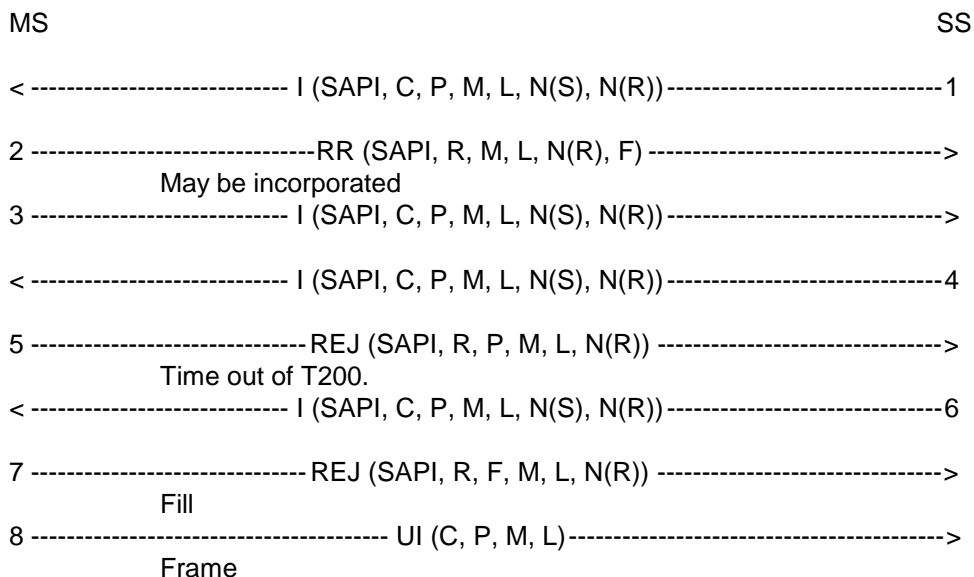 MS SS
< ----------------------------- I (SAPI, C, P, M, L, N(S), N(R))-------------------------------1
2 --------------------------------RR (SAPI, R, M, L, N(R), F) --------------------------------->
May be incorporated
3 ----------------------------- I (SAPI, C, P, M, L, N(S), N(R))------------------------------->
< ----------------------------- I (SAPI, C, P, M, L, N(S), N(R))-------------------------------4
5 -------------------------------REJ (SAPI, R, P, M, L, N(R)) -------------------------------->
Time out of T200.
< ----------------------------- I (SAPI, C, P, M, L, N(S), N(R))-------------------------------6
7 -------------------------------REJ (SAPI, R, F, M, L, N(R)) -------------------------------->
Fill
8 ---------------------------------------- UI (C, P, M, L)------------------------------------------>
Frame